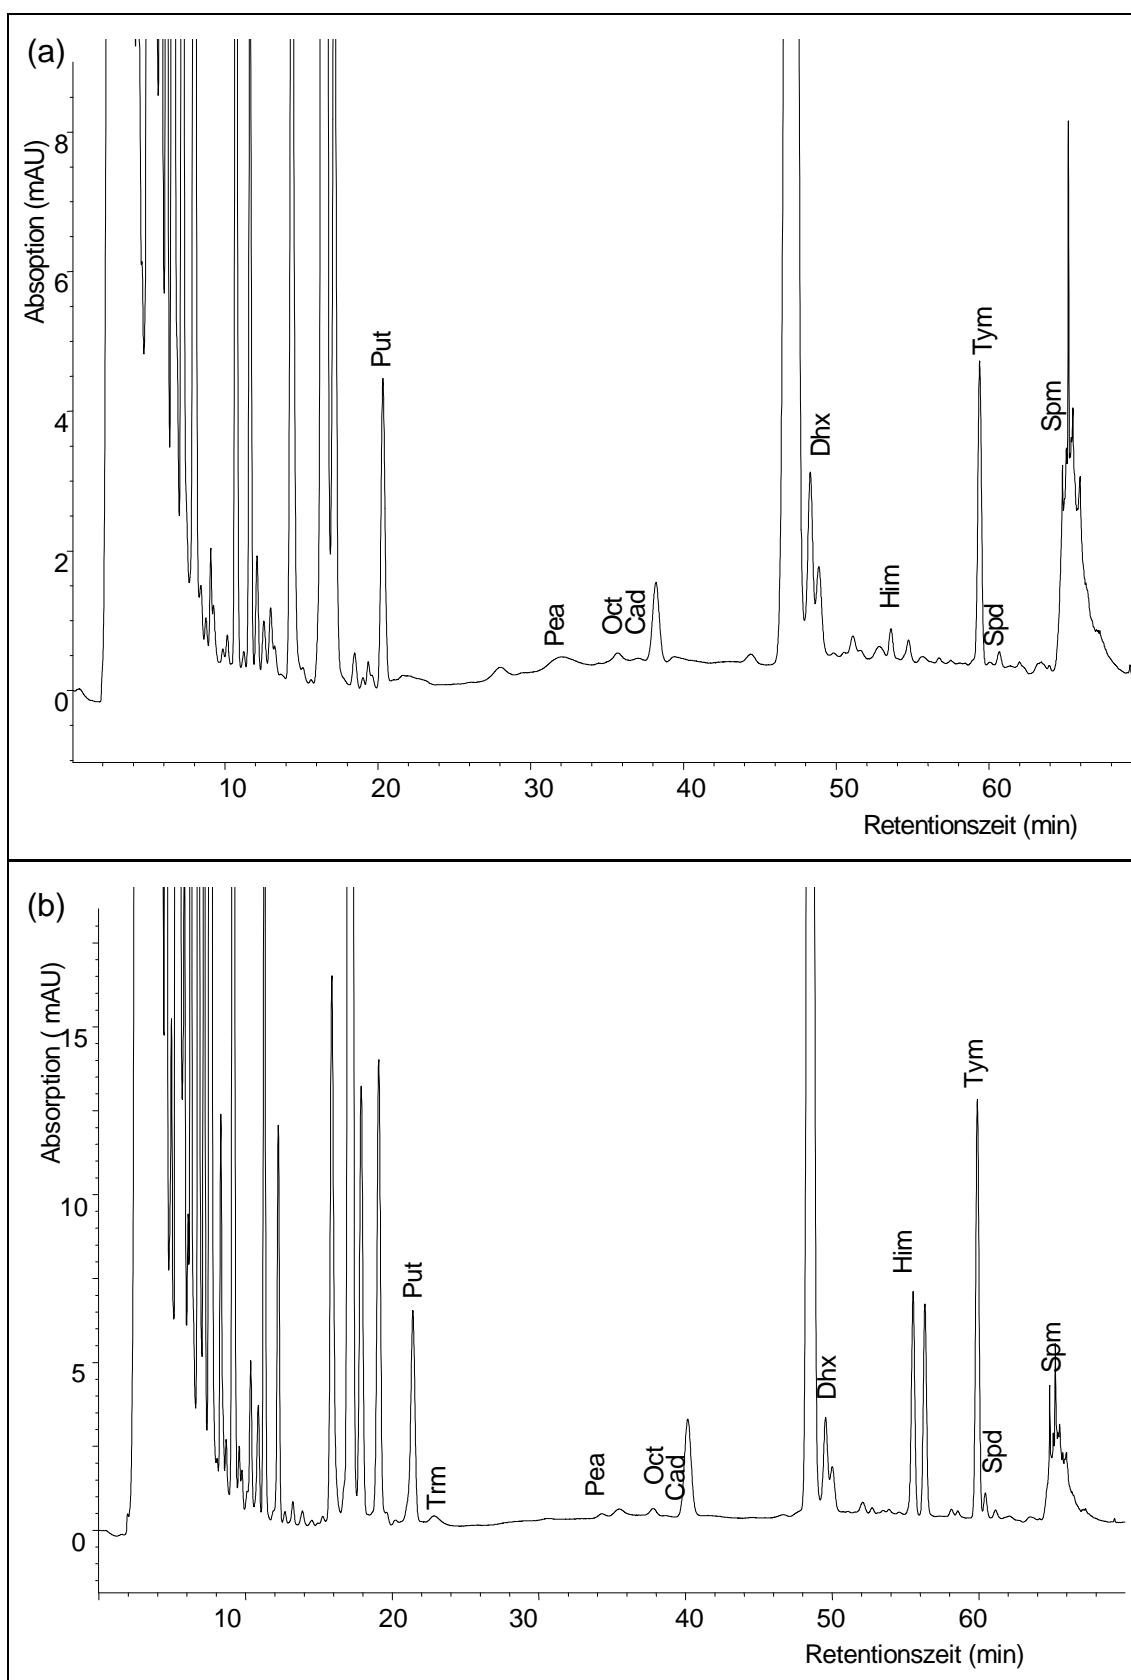 (a)
Absoption (mAU)
8
6
4
2
0
Put
Pea
Oct
Cad
Dhx
Him
Tym
Spd
Spm
10 20 30 40 50 60
Retentionszeit (min)
(b)
Absorption ( mAU)
15
10
5
0
Put
Trm
Pea
Oct
Cad
Dhx
Him
Tym
Spd
Spm
10 20 30 40 50 60
Retentionszeit (min)